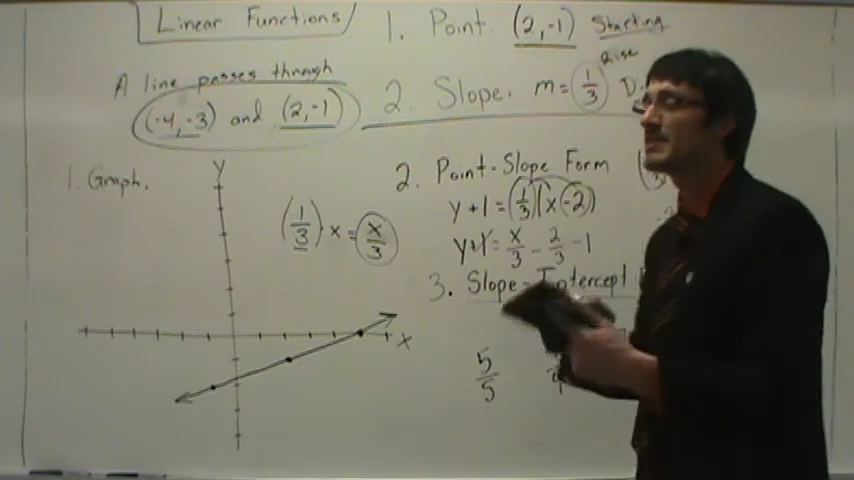 Linear Functions
1. Point. (2,-1) Starting
Rise
A line passes through
(-4,-3) and (2,-1)
2. Slope. m = 1/3 D
1. Graph.
Y
(1/3) x = x/3
X
2. Point-Slope Form
y + 1 = (1/3)(x - 2)
y + 1 = x/3 - 2/3 - 1
3. Slope-Intercept
5/5